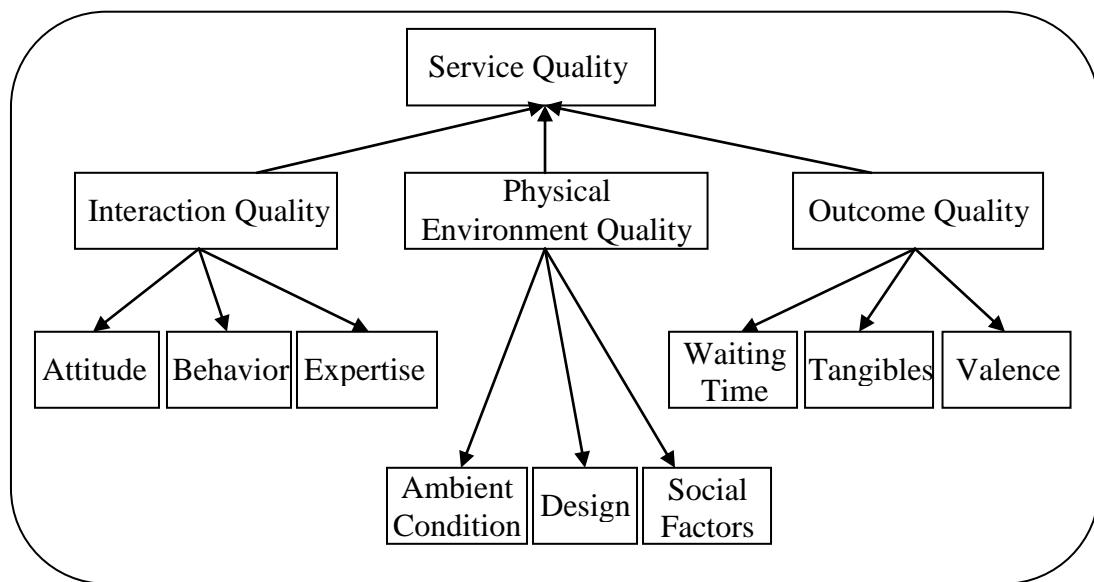 Service Quality
Interaction Quality
Physical
Environment Quality
Outcome Quality
Attitude
Behavior
Expertise
Waiting
Time
Tangibles
Valence
Ambient
Condition
Design
Social
Factors